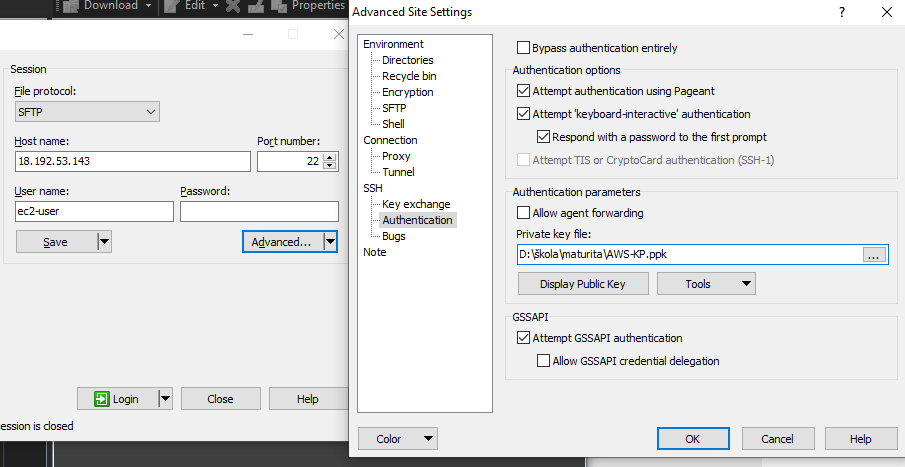 Download Edit Properties
Session
File protocol:
SFTP
Host name: Port number:
18.192.53.143 22
User name: Password:
ec2-user
Save Advanced...
Login Close Help
ession is closed
Advanced Site Settings ?
Environment
Directories
Recycle bin
Encryption
SFTP
Shell
Connection
Proxy
Tunnel
SSH
Key exchange
Authentication
Bugs
Note
Bypass authentication entirely
Authentication options
Attempt authentication using Pageant
Attempt 'keyboard-interactive' authentication
Respond with a password to the first prompt
Attempt TIS or CryptoCard authentication (SSH-1)
Authentication parameters
Allow agent forwarding
Private key file:
D:\škola\maturita\AWS-KP.ppk ...
Display Public Key Tools
GSSAPI
Attempt GSSAPI authentication
Allow GSSAPI credential delegation
Color OK Cancel Help